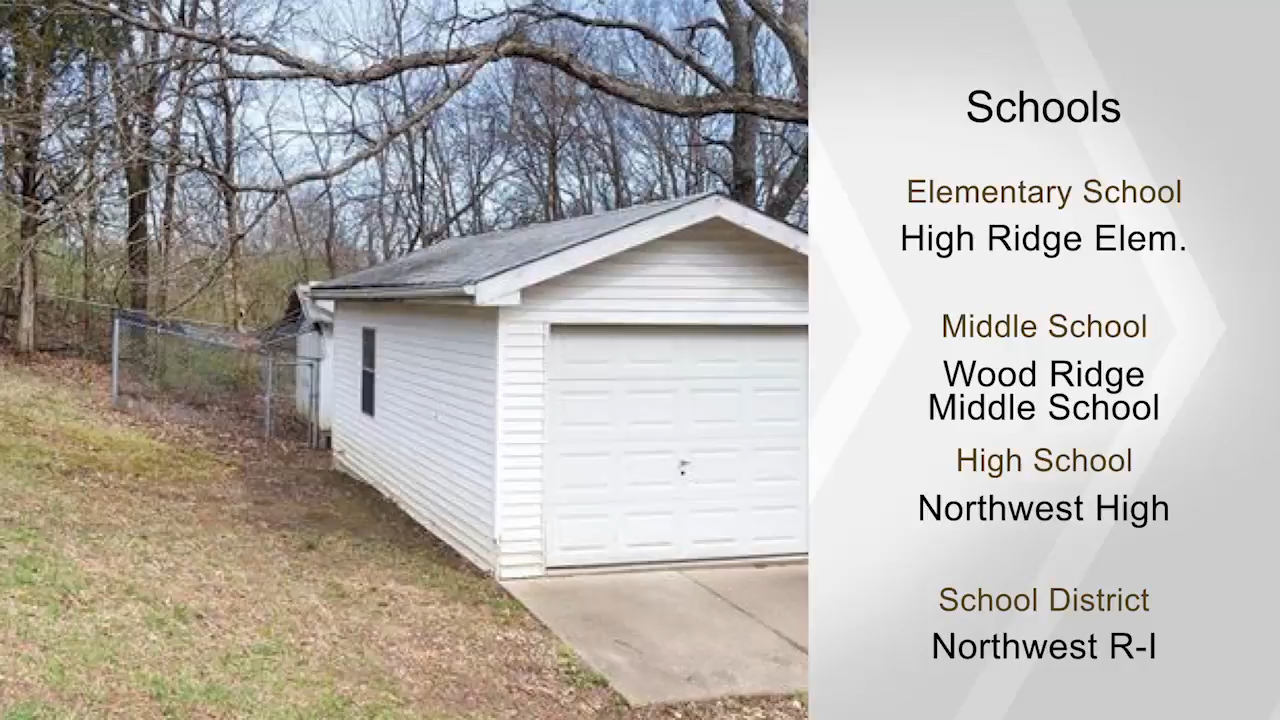 Schools
Elementary School
High Ridge Elem.
Middle School
Wood Ridge
Middle School
High School
Northwest High
School District
Northwest R-I